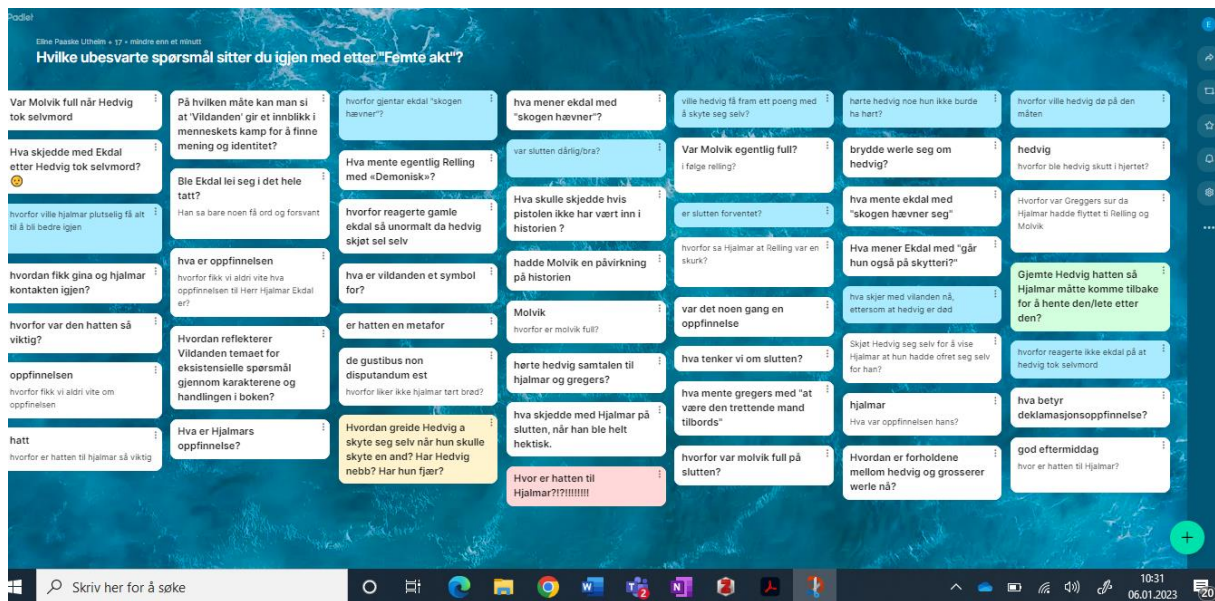 Padlet
Eline Paaske Utheim + 17 • mindre enn et minutt
Hvilke ubesvarte spørsmål sitter du igjen med etter "Femte akt"?
Var Molvik full når Hedvig
tok selvmord
Hva skjedde med Ekdal
etter Hedvig tok selvmord?
hvorfor ville hjalmar plutselig få alt
til å bli bedre igjen
hvordan fikk gina og hjalmar
kontakten igjen?
hvorfor var den hatten så
viktig?
oppfinnelsen
hvorfor fikk vi aldri vite om
oppfinelsen
hatt
hvorfor er hatten til hjalmar så viktig
På hvilken måte kan man si
at 'Vildanden' gir et innblikk i
menneskets kamp for å finne
mening og identitet?
Ble Ekdal lei seg i det hele
tatt?
Han sa bare noen få ord og forsvant
hva er oppfinnelsen
hvorfor fikk vi aldri vite hva
oppfinnelsen til Herr Hjalmar Ekdal
er?
Hvordan reflekterer
Vildanden temaet for
eksistensielle spørsmål
gjennom karakterene og
handlingen i boken?
Hva er Hjalmars
oppfinnelse?
hvorfor gjentar ekdal "skogen
hævner"?
Hva mente egentlig Relling
med «Demonisk»?
hvorfor reagerte gamle
ekdal så unormalt da hedvig
skjøt sel selv
hva er vildanden et symbol
for?
er hatten en metafor
de gustibus non
disputandum est
hvorfor liker ikke hjalmar tørt brød?
Hvordan greide Hedvig a
skyte seg selv når hun skulle
skyte en and? Har Hedvig
nebb? Har hun fjær?
hva mener ekdal med
"skogen hævner"?
var slutten dårlig/bra?
Hva skulle skjedde hvis
pistolen ikke har vært inn i
historien ?
hadde Molvik en påvirkning
på historien
Molvik
hvorfor er molvik full?
hørte hedvig samtalen til
hjalmar og gregers?
hva skjedde med Hjalmar på
slutten, når han ble helt
hektisk.
Hvor er hatten til
Hjalmar?!?!!!!!!!!
ville hedvig få fram ett poeng med
å skyte seg selv?
Var Molvik egentlig full?
i følge relling?
er slutten forventet?
hvorfor sa Hjalmar at Relling var en
skurk?
var det noen gang en
oppfinnelse
hva tenker vi om slutten?
hva mente gregers med "at
være den trettende mand
tilbords"
hvorfor var molvik full på
slutten?
hørte hedvig noe hun ikke burde
ha hørt?
brydde werle seg om
hedvig?
hva mente ekdal med
"skogen hævner seg"
Hva mener Ekdal med "går
hun også på skytteri?"
hva skjer med vilanden nå,
ettersom at hedvig er død
Skjøt Hedvig seg selv for å vise
Hjalmar at hun hadde ofret seg selv
for han?
hjalmar
Hva var oppfinnelsen hans?
Hvordan er forholdene
mellom hedvig og grosserer
werle nå?
hvorfor ville hedvig dø på den
måten
hedvig
hvorfor ble hedvig skutt i hjertet?
Hvorfor var Greggers sur da
Hjalmar hadde flyttet ti Relling og
Molvik
Gjemte Hedvig hatten så
Hjalmar måtte komme tilbake
for å hente den/lete etter
den?
hvorfor reagerte ikke ekdal på at
hedvig tok selvmord
hva betyr
deklamasjonsoppfinnelse?
god eftermiddag
hvor er hatten til Hjalmar?
E
Skriv her for å søke
10:31
06.01.2023
20